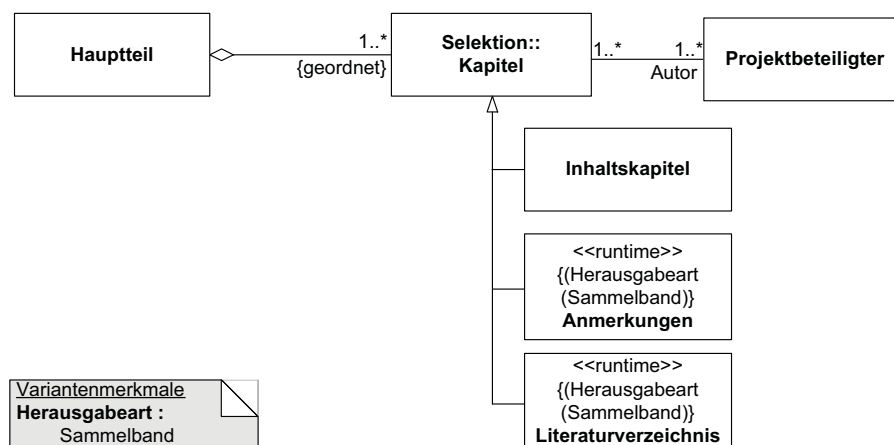 Hauptteil
1..*
{geordnet}
Selektion::
Kapitel
1..*
1..*
Autor
Projektbeteiligter
Inhaltskapitel
<<runtime>>
{(Herausgabeart
(Sammelband)}
Anmerkungen
<<runtime>>
{(Herausgabeart
(Sammelband)}
Literaturverzeichnis
Variantenmerkmale
Herausgabeart :
Sammelband